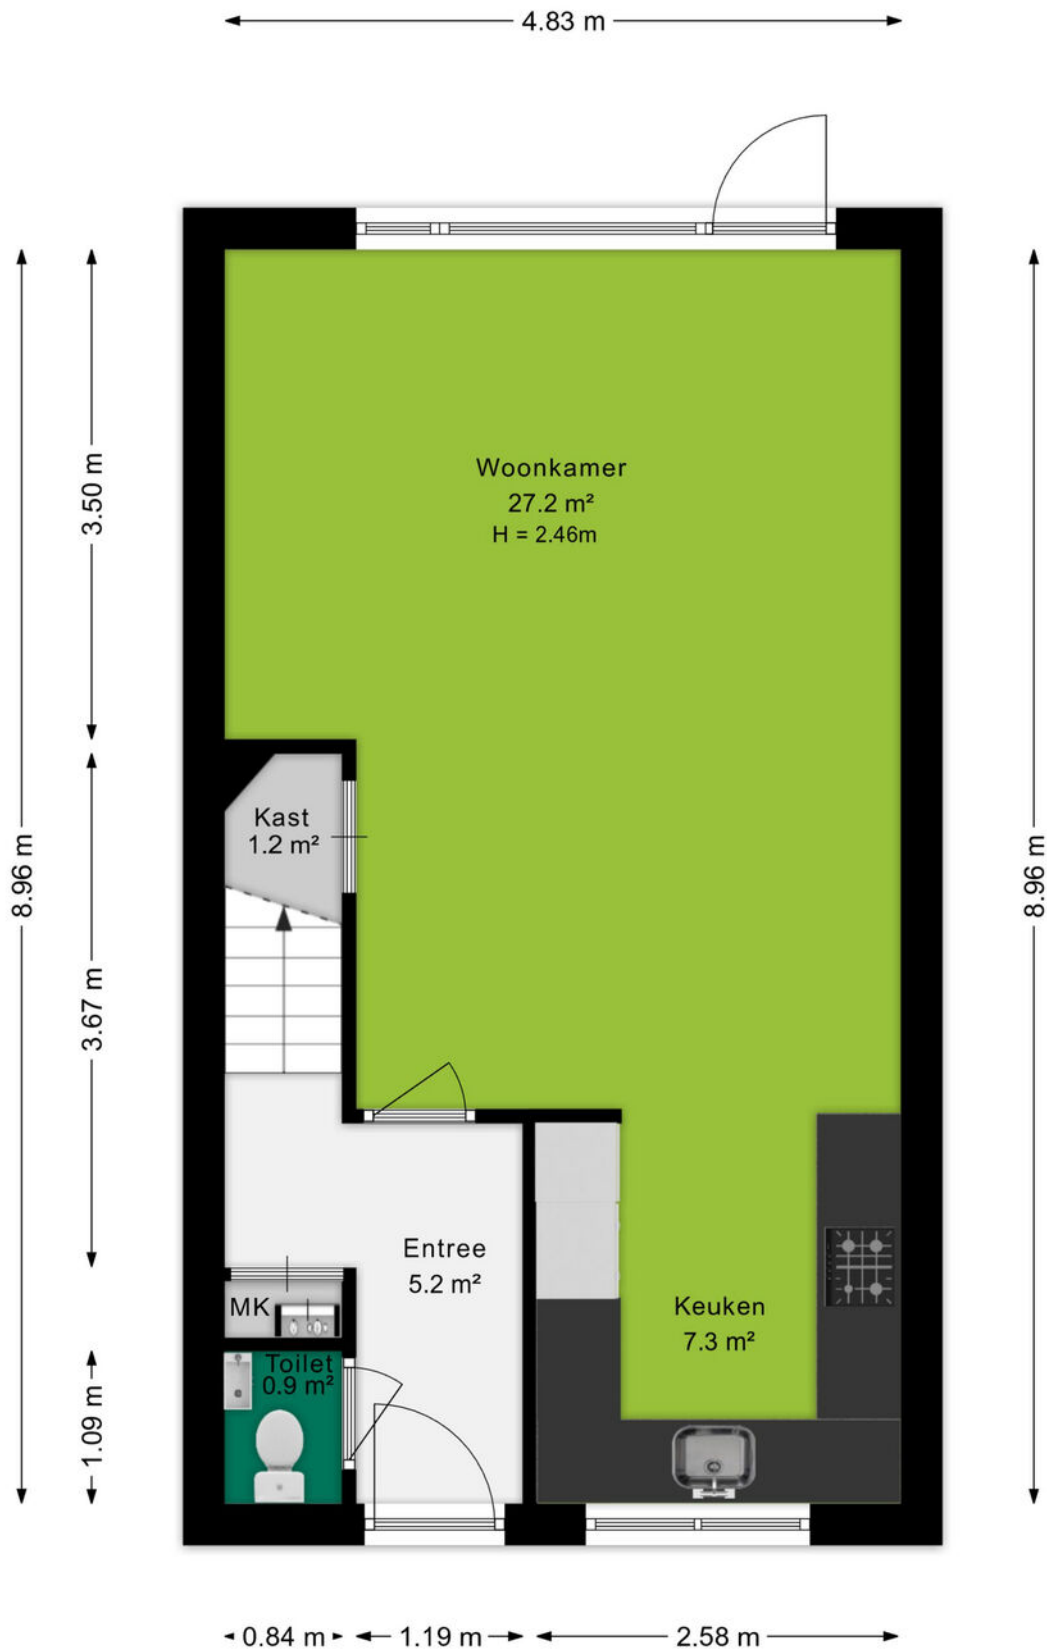 4.83 m
Woonkamer
27.2 m²
H = 2.46m
3.50 m
8.96 m
8.96 m
Kast
1.2 m²
3.67 m
Entree
5.2 m²
MK
Keuken
7.3 m²
Toilet
0.9 m²
1.09 m
0.84 m
1.19 m
2.58 m